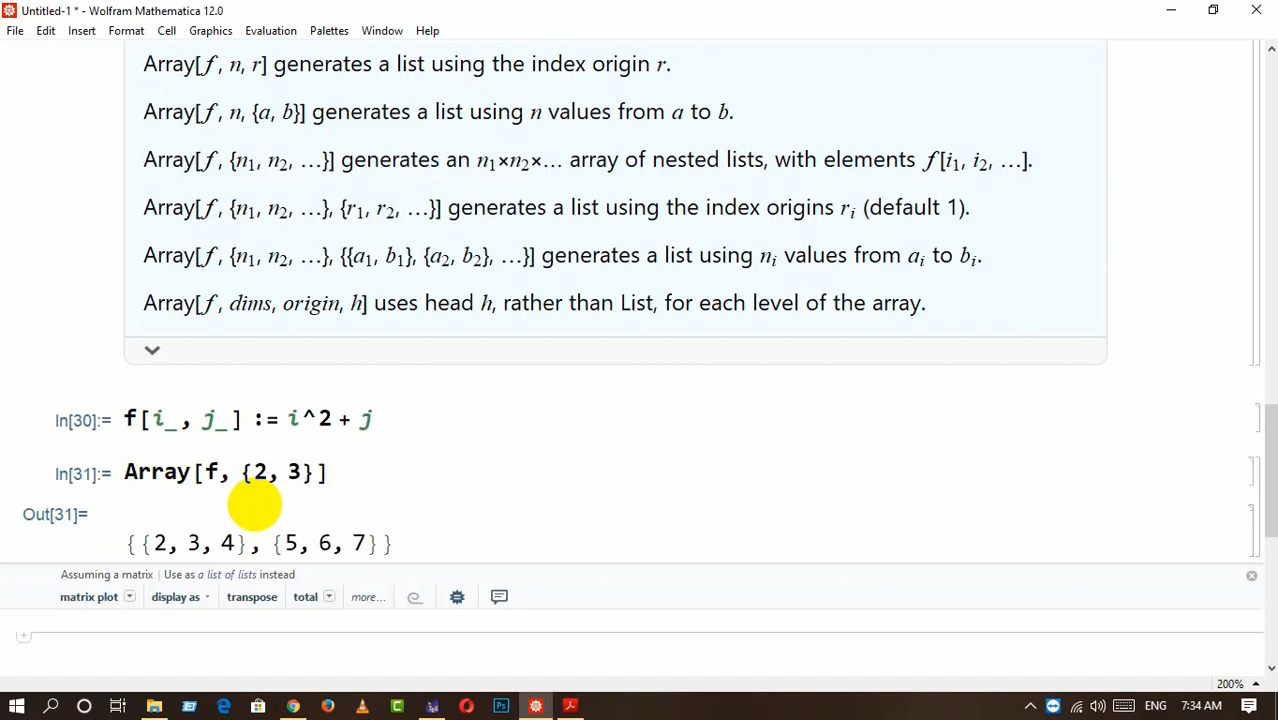 Untitled-1 * - Wolfram Mathematica 12.0
File Edit Insert Format Cell Graphics Evaluation Palettes Window Help
Array[f, n, r] generates a list using the index origin r.
Array[f, n, {a, b}] generates a list using n values from a to b.
Array[f, {n₁, n₂, …}] generates an n₁×n₂×… array of nested lists, with elements f[i₁, i₂, …].
Array[f, {n₁, n₂, …}, {r₁, r₂, …}] generates a list using the index origins rᵢ (default 1).
Array[f, {n₁, n₂, …}, {{a₁, b₁}, {a₂, b₂}, …}] generates a list using nᵢ values from aᵢ to bᵢ.
Array[f, dims, origin, h] uses head h, rather than List, for each level of the array.
In[30]:= f[i_, j_] := i^2 + j
In[31]:= Array[f, {2, 3}]
Out[31]=
{{2, 3, 4}, {5, 6, 7}}
Assuming a matrix | Use as a list of lists instead
matrix plot display as transpose total more...
200%
Ps ENG 7:34 AM